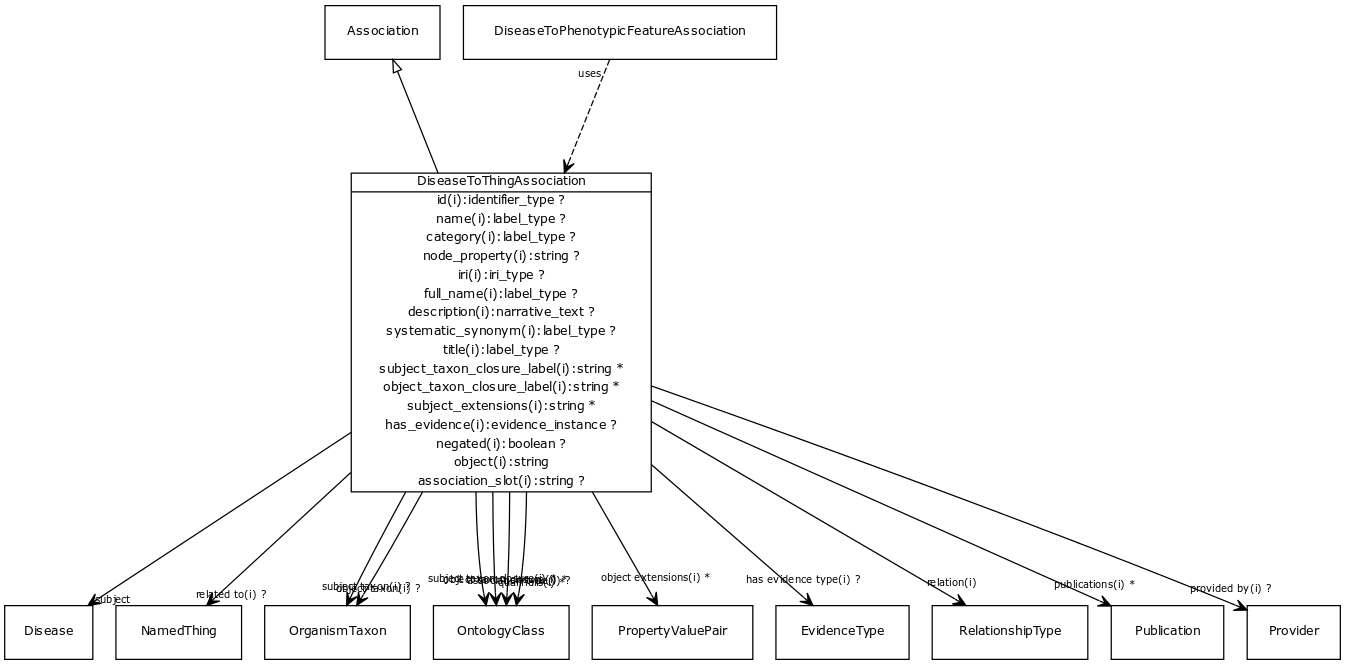 Association
DiseaseToPhenotypicFeatureAssociation
uses
DiseaseToThingAssociation
id(i):identifier_type ?
name(i):label_type ?
category(i):label_type ?
node_property(i):string ?
iri(i):iri_type ?
full_name(i):label_type ?
description(i):narrative_text ?
systematic_synonym(i):label_type ?
title(i):label_type ?
subject_taxon_closure_label(i):string *
object_taxon_closure_label(i):string *
subject_extensions(i):string *
has_evidence(i):evidence_instance ?
negated(i):boolean ?
object(i):string
association_slot(i):string ?
subject
related to(i) ?
subject taxon(i) ?
object taxon(i) ?
object extensions(i) *
has evidence type(i) ?
relation(i)
publications(i) *
provided by(i) ?
Disease
NamedThing
OrganismTaxon
OntologyClass
PropertyValuePair
EvidenceType
RelationshipType
Publication
Provider